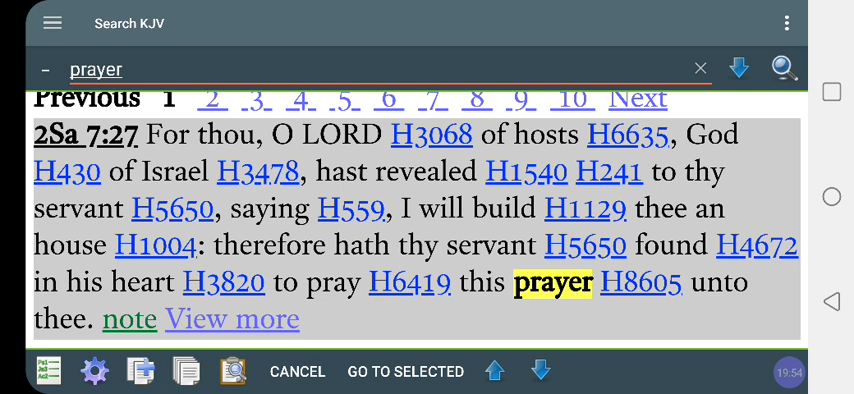 Search KJV
- prayer
Previous 1 2 3 4 5 6 7 8 9 10 Next
2Sa 7:27 For thou, O LORD H3068 of hosts H6635, God
H430 of Israel H3478, hast revealed H1540 H241 to thy
servant H5650, saying H559, I will build H1129 thee an
house H1004: therefore hath thy servant H5650 found H4672
in his heart H3820 to pray H6419 this prayer H8605 unto
thee. note View more
CANCEL GO TO SELECTED
19:54